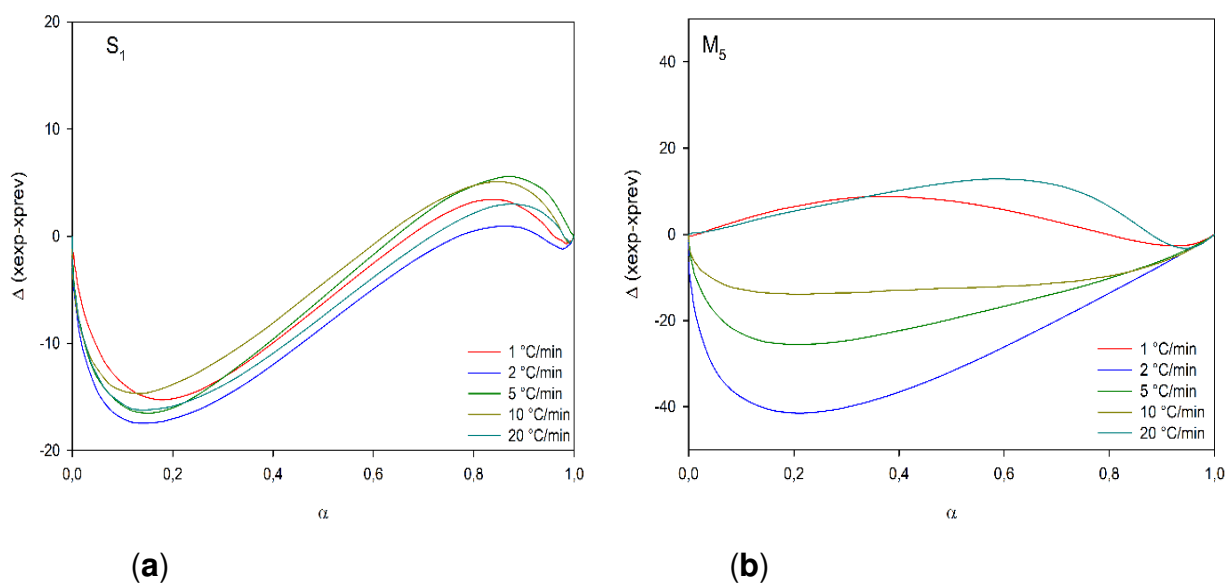 S1
Δ (xexp-xprev)
20
10
0
-10
-20
0,0 0,2 0,4 0,6 0,8 1,0
α
1 °C/min
2 °C/min
5 °C/min
10 °C/min
20 °C/min
(a)
M5
Δ (xexp-xprev)
40
20
0
-20
-40
0,0 0,2 0,4 0,6 0,8 1,0
α
1 °C/min
2 °C/min
5 °C/min
10 °C/min
20 °C/min
(b)